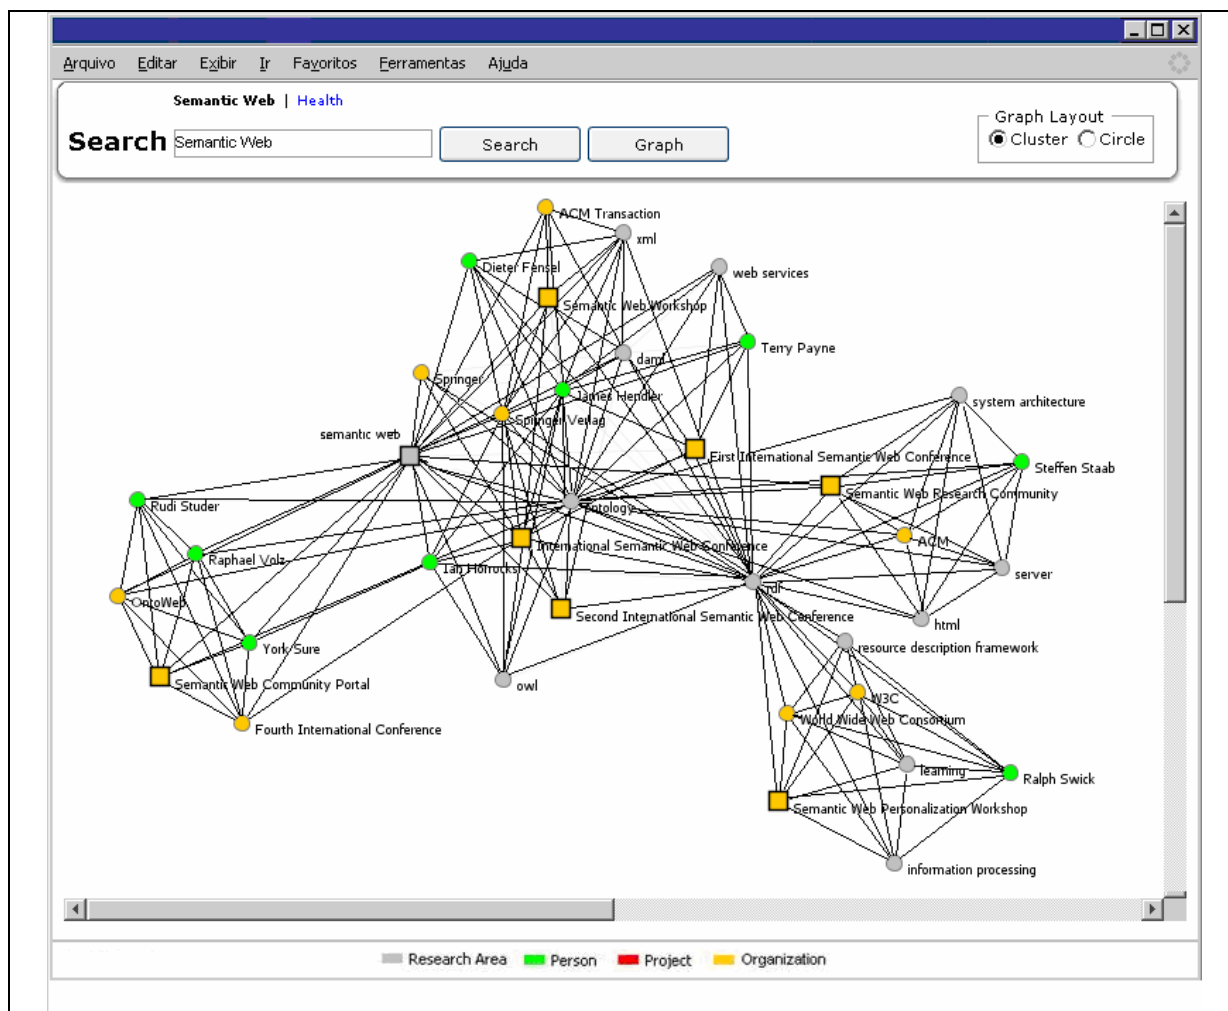 Arquivo Editar Exibir Ir Favoritos Ferramentas Ajuda
Semantic Web | Health
Search Semantic Web Search Graph
Graph Layout
Cluster Circle
ACM Transaction
xml
Dieter Fensel
web services
Semantic Web Workshop
Terry Payne
daml
Springer
James Hendler
system architecture
Springer Verlag
semantic web
First International Semantic Web Conference
Steffen Staab
Semantic Web Research Community
Rudi Studer
ontology
ACM
International Semantic Web Conference
Raphael Volz
Ian Horrocks
server
rdf
OntoWeb
Second International Semantic Web Conference
html
York Sure
resource description framework
Semantic Web Community Portal
owl
W3C
World Wide Web Consortium
Fourth International Conference
learning
Ralph Swick
Semantic Web Personalization Workshop
information processing
Research Area Person Project Organization